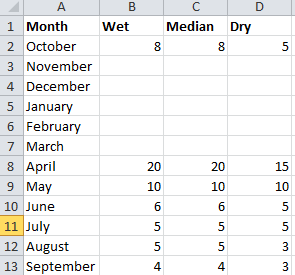 A B C D
1 Month Wet Median Dry
2 October 8 8 5
3 November
4 December
5 January
6 February
7 March
8 April 20 20 15
9 May 10 10 10
10 June 6 6 5
11 July 5 5 5
12 August 5 5 3
13 September 4 4 3